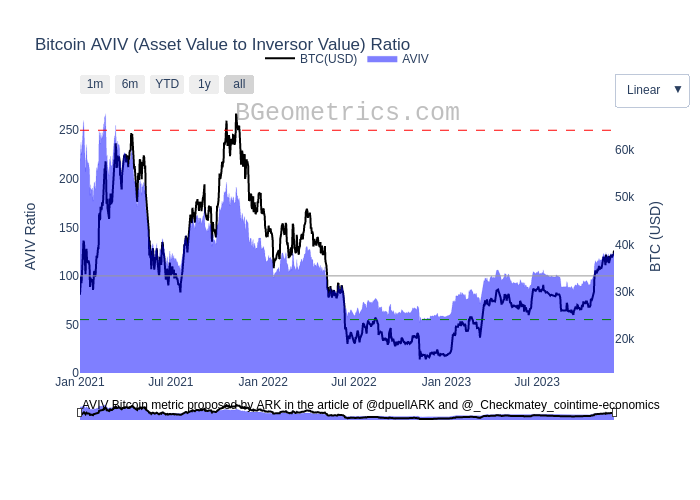 Bitcoin AVIV (Asset Value to Inversor Value) Ratio
BTC(USD) AVIV
1m 6m YTD 1y all
Linear ▼
BGeometrics.com
250
200
150
100
50
0
AVIV Ratio
60k
50k
40k
30k
20k
BTC (USD)
Jan 2021 Jul 2021 Jan 2022 Jul 2022 Jan 2023 Jul 2023
AVIV Bitcoin metric proposed by ARK in the article of @dpuellARK and @_Checkmatey_cointime-economics